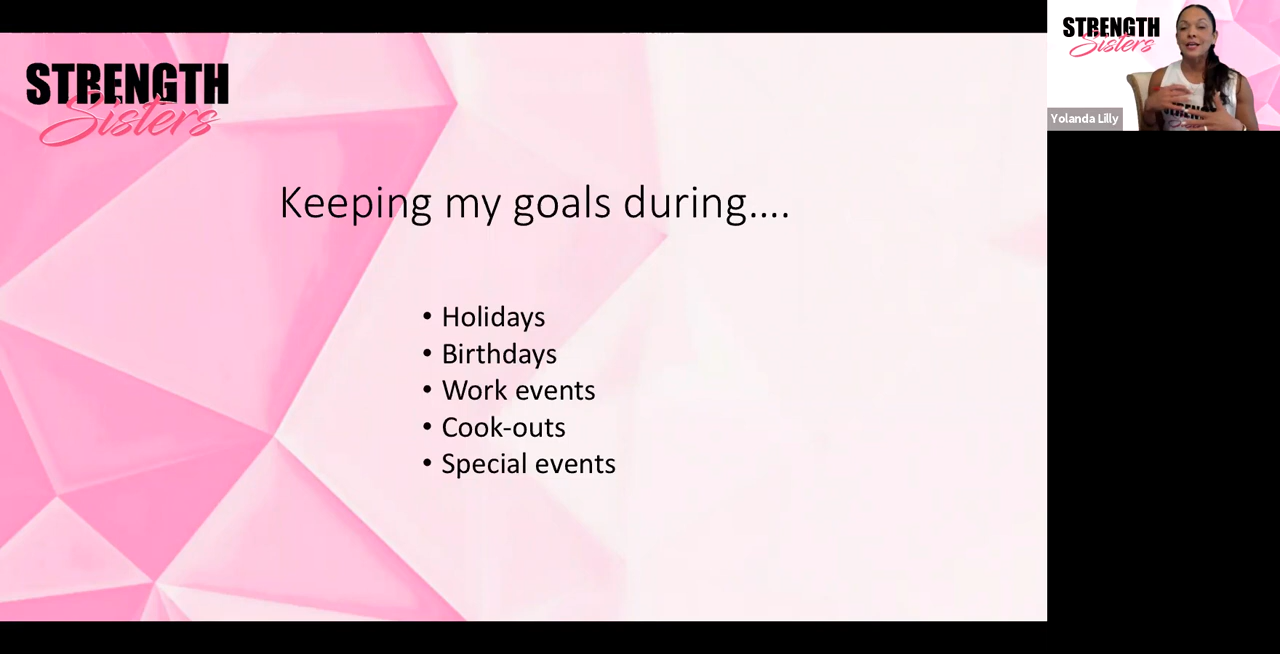 STRENGTH
Sisters
Keeping my goals during....
• Holidays
• Birthdays
• Work events
• Cook-outs
• Special events
STRENGTH
Sisters
Yolanda Lilly